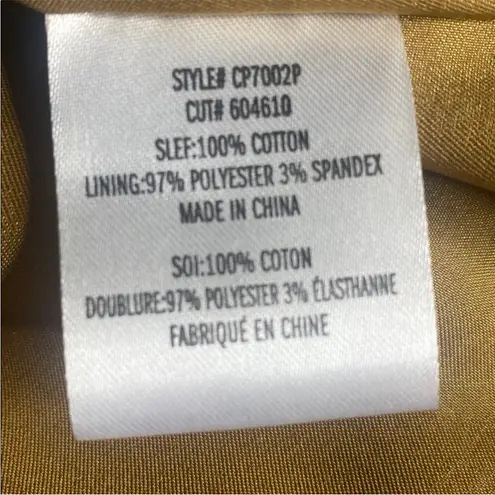 STYLE# CP7002P
CUT# 604610
SLEF:100% COTTON
LINING:97% POLYESTER 3% SPANDEX
MADE IN CHINA
SOI:100% COTON
DOUBLURE:97% POLYESTER 3% ÉLASTHANNE
FABRIQUÉ EN CHINE